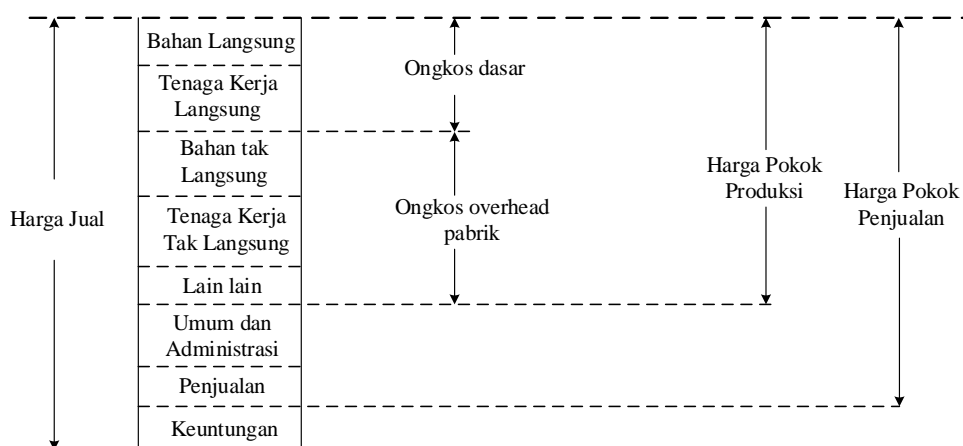 Harga Jual
Bahan Langsung
Tenaga Kerja
Langsung
Bahan tak
Langsung
Tenaga Kerja
Tak Langsung
Lain lain
Umum dan
Administrasi
Penjualan
Keuntungan
Ongkos dasar
Ongkos overhead
pabrik
Harga Pokok
Produksi
Harga Pokok
Penjualan